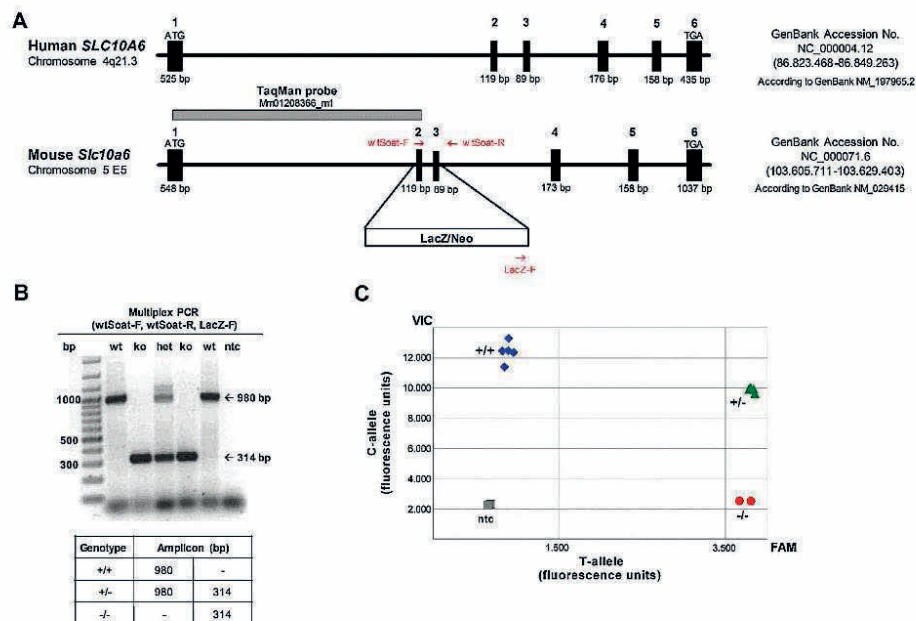 A
1 2 3 4 5 6
ATG TGA
Human SLC10A6
Chromosome 4q21.3
525 bp 119 bp 89 bp 176 bp 158 bp 435 bp
GenBank Accession No.
NC_000004.12
(86.823.468-86.849.263)
According to GenBank NM_197965.2
TaqMan probe
Mm01208366_m1
1 2 3 4 5 6
ATG wtSoat-F → ← wtSoat-R TGA
Mouse Slc10a6
Chromosome 5 E5
548 bp 119 bp 89 bp 173 bp 158 bp 1037 bp
GenBank Accession No.
NC_000071.6
(103.605.711-103.629.403)
According to GenBank NM_029415
LacZ/Neo
→
LacZ-F
B
Multiplex PCR
(wtSoat-F, wtSoat-R, LacZ-F)
bp wt ko het ko wt ntc
1000 ← 980 bp
500
300 ← 314 bp
Genotype Amplicon (bp)
+/+ 980 -
+/- 980 314
-/- - 314
C
VIC
12.000
10.000
8.000
6.000
4.000
2.000
C-allele
(fluorescence units)
+/+
+/-
ntc
-/-
1.500 3.500 FAM
T-allele
(fluorescence units)